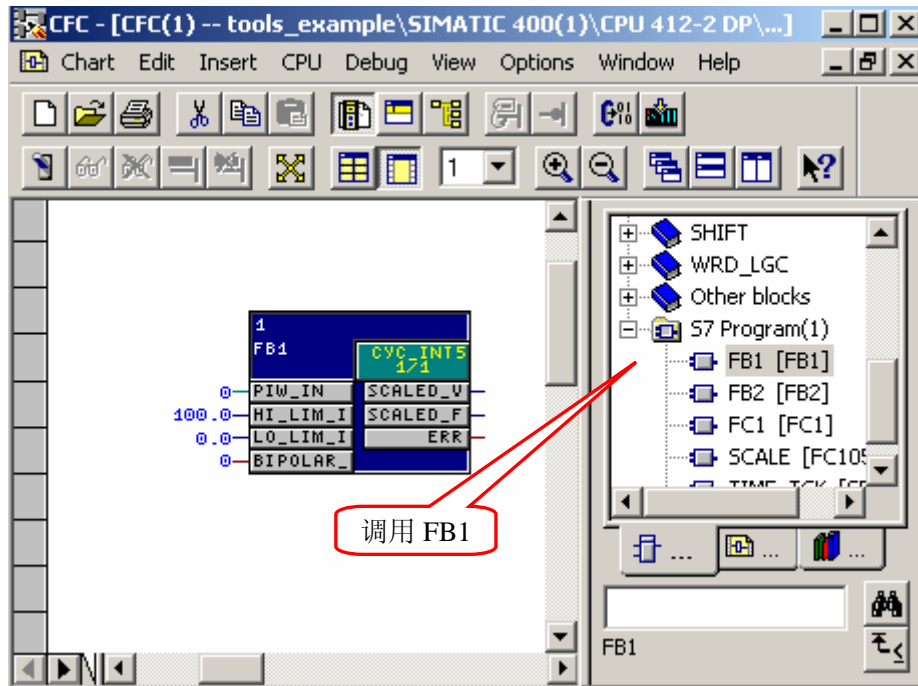 CFC - [CFC(1) -- tools_example\SIMATIC 400(1)\CPU 412-2 DP\...]
Chart Edit Insert CPU Debug View Options Window Help
1
1
FB1
CYC_INT5
1/1
0 PIW_IN SCALED_V
100.0 HI_LIM_I SCALED_F
0.0 LO_LIM_I ERR
0 BIPOLAR_
调用 FB1
SHIFT
WRD_LGC
Other blocks
S7 Program(1)
FB1 [FB1]
FB2 [FB2]
FC1 [FC1]
SCALE [FC105
... ... ...
FB1